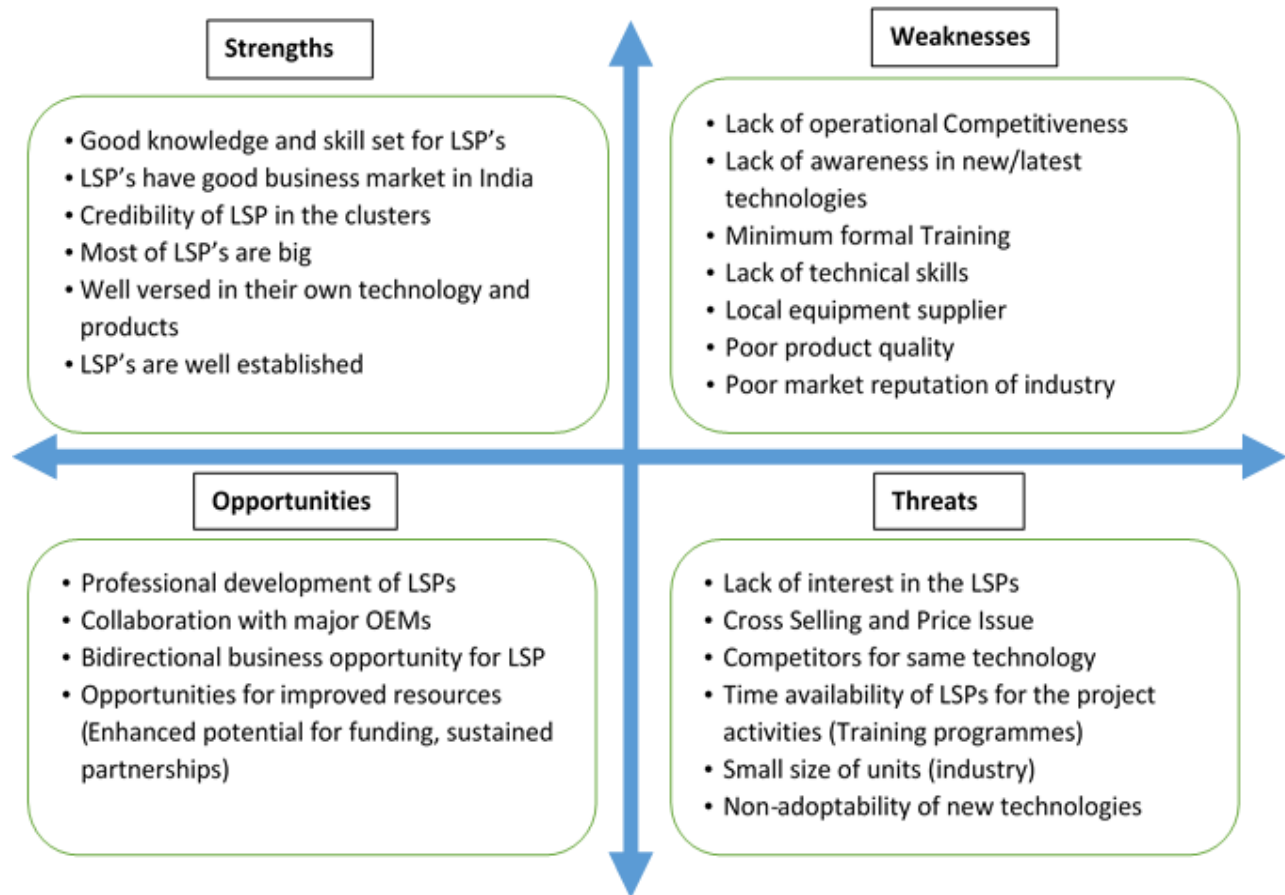 Strengths
• Good knowledge and skill set for LSP’s
• LSP’s have good business market in India
• Credibility of LSP in the clusters
• Most of LSP’s are big
• Well versed in their own technology and
products
• LSP’s are well established
Weaknesses
• Lack of operational Competitiveness
• Lack of awareness in new/latest
technologies
• Minimum formal Training
• Lack of technical skills
• Local equipment supplier
• Poor product quality
• Poor market reputation of industry
Opportunities
• Professional development of LSPs
• Collaboration with major OEMs
• Bidirectional business opportunity for LSP
• Opportunities for improved resources
(Enhanced potential for funding, sustained
partnerships)
Threats
• Lack of interest in the LSPs
• Cross Selling and Price Issue
• Competitors for same technology
• Time availability of LSPs for the project
activities (Training programmes)
• Small size of units (industry)
• Non-adoptability of new technologies